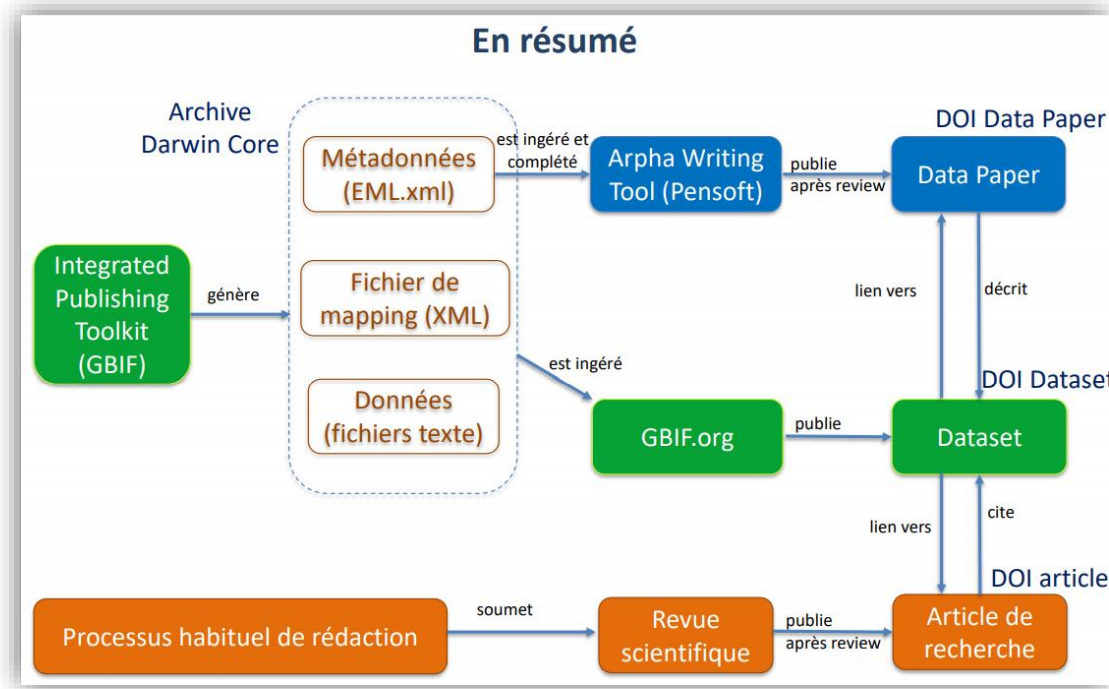 En résumé
Archive
Darwin Core
Métadonnées
(EML.xml)
est ingéré et
complété
Arpha Writing
Tool (Pensoft)
publie
après review
DOI Data Paper
Data Paper
Integrated
Publishing
Toolkit
(GBIF)
génère
Fichier de
mapping (XML)
lien vers
décrit
est ingéré
Données
(fichiers texte)
GBIF.org
publie
DOI Dataset
Dataset
lien vers
cite
DOI article
Processus habituel de rédaction
soumet
Revue
scientifique
publie
après review
Article de
recherche